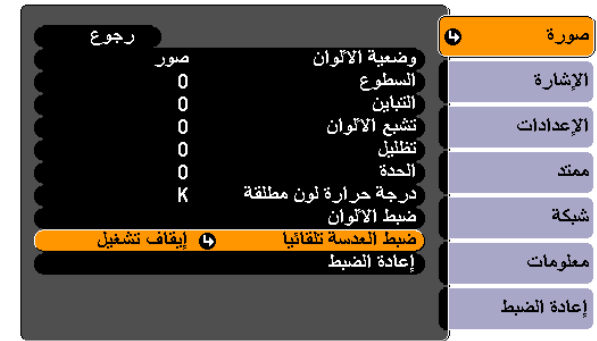 صورة
الإشارة
الإعدادات
ممتد
شبكة
معلومات
إعادة الضبط
رجوع
وضعية الألوان صور
السطوع 0
التباين 0
تشبع الألوان 0
تظليل 0
الحدة 0
درجة حرارة لون مطلقة K
ضبط الألوان
ضبط العدسة تلقائيا إيقاف تشغيل
إعادة الضبط